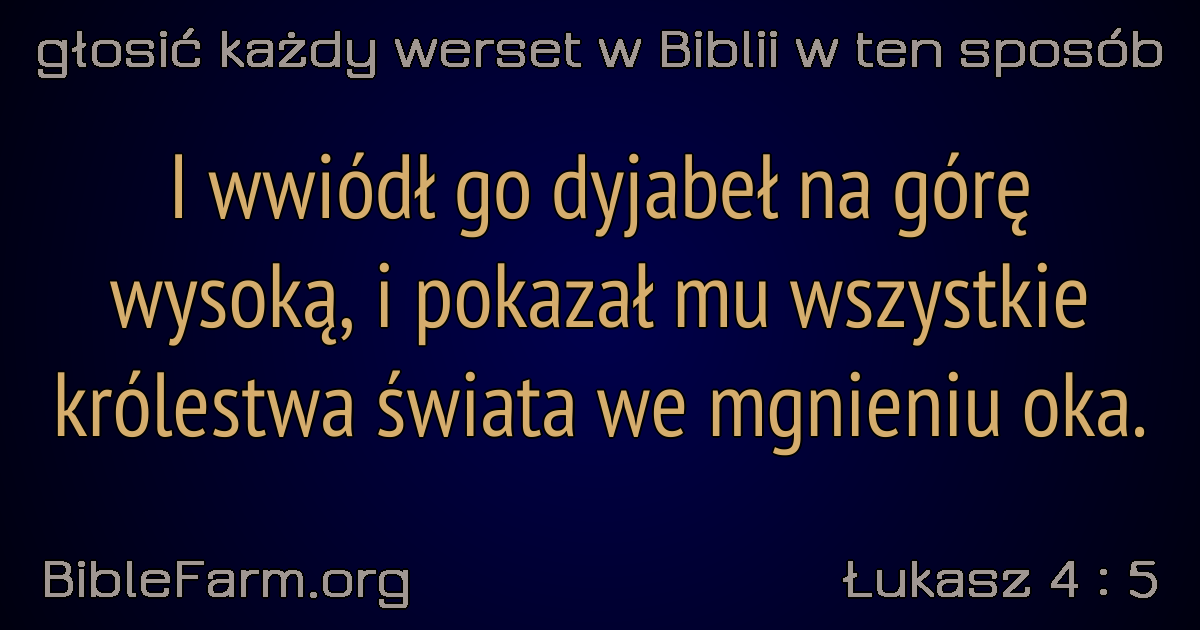 głosić każdy werset w Biblii w ten sposób
I wwiódł go dyjabeł na górę
wysoką, i pokazał mu wszystkie
królestwa świata we mgnieniu oka.
BibleFarm.org
Łukasz 4 : 5